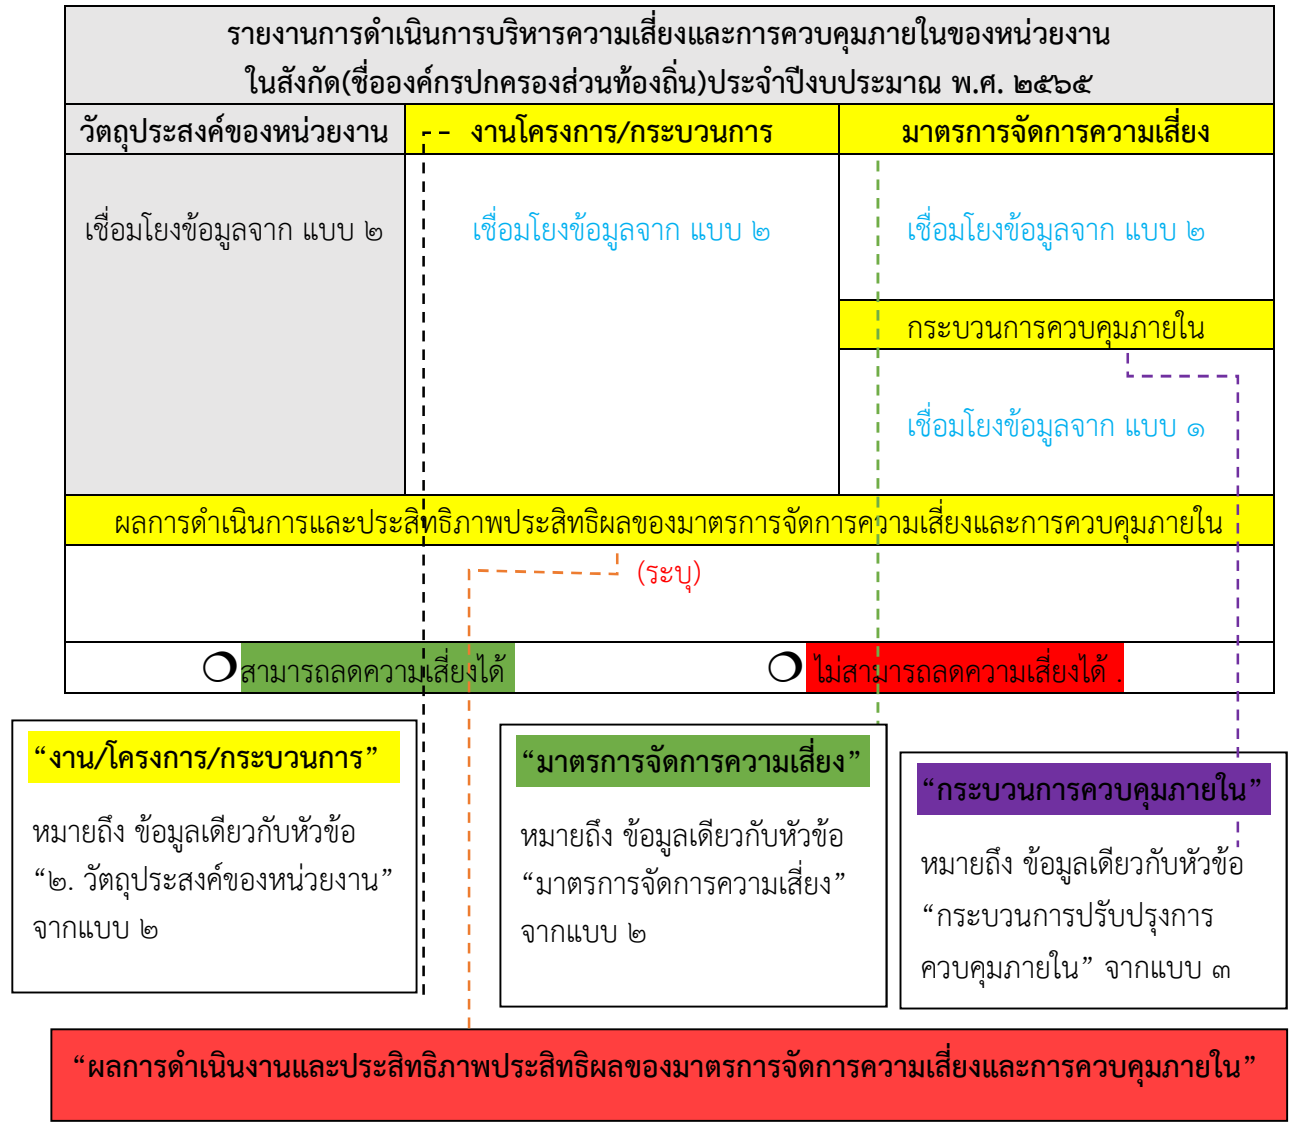 รายงานการดำเนินการบริหารความเสี่ยงและการควบคุมภายในของหน่วยงาน
ในสังกัด(ชื่อองค์กรปกครองส่วนท้องถิ่น)ประจำปีงบประมาณ พ.ศ. ๒๕๖๕
วัตถุประสงค์ของหน่วยงาน
งานโครงการ/กระบวนการ
มาตรการจัดการความเสี่ยง
เชื่อมโยงข้อมูลจาก แบบ ๒
เชื่อมโยงข้อมูลจาก แบบ ๒
เชื่อมโยงข้อมูลจาก แบบ ๒
กระบวนการควบคุมภายใน
เชื่อมโยงข้อมูลจาก แบบ ๑
ผลการดำเนินการและประสิทธิภาพประสิทธิผลของมาตรการจัดการความเสี่ยงและการควบคุมภายใน
(ระบุ)
สามารถลดความเสี่ยงได้
ไม่สามารถลดความเสี่ยงได้ .
“งาน/โครงการ/กระบวนการ”
หมายถึง ข้อมูลเดียวกับหัวข้อ
“๒. วัตถุประสงค์ของหน่วยงาน”
จากแบบ ๒
“มาตรการจัดการความเสี่ยง”
หมายถึง ข้อมูลเดียวกับหัวข้อ
“มาตรการจัดการความเสี่ยง”
จากแบบ ๒
“กระบวนการควบคุมภายใน”
หมายถึง ข้อมูลเดียวกับหัวข้อ
“กระบวนการปรับปรุงการ
ควบคุมภายใน” จากแบบ ๓
“ผลการดำเนินงานและประสิทธิภาพประสิทธิผลของมาตรการจัดการความเสี่ยงและการควบคุมภายใน”